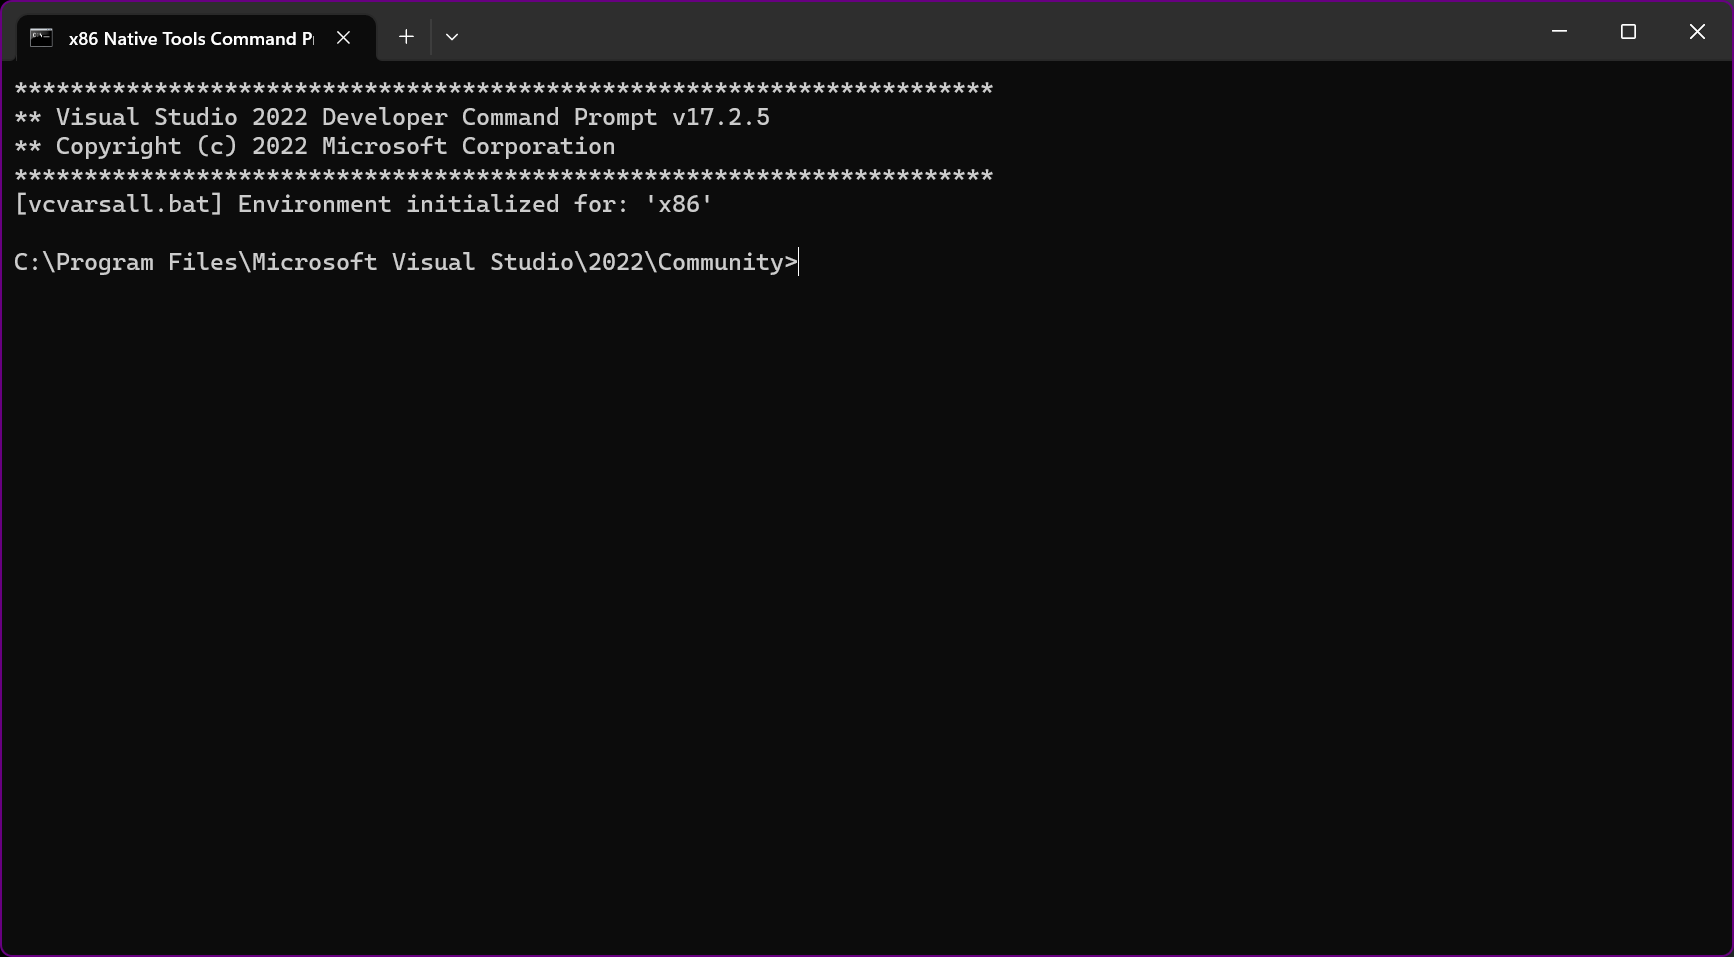 x86 Native Tools Command P
**********************************************************************
** Visual Studio 2022 Developer Command Prompt v17.2.5
** Copyright (c) 2022 Microsoft Corporation
**********************************************************************
[vcvarsall.bat] Environment initialized for: 'x86'
C:\Program Files\Microsoft Visual Studio\2022\Community>